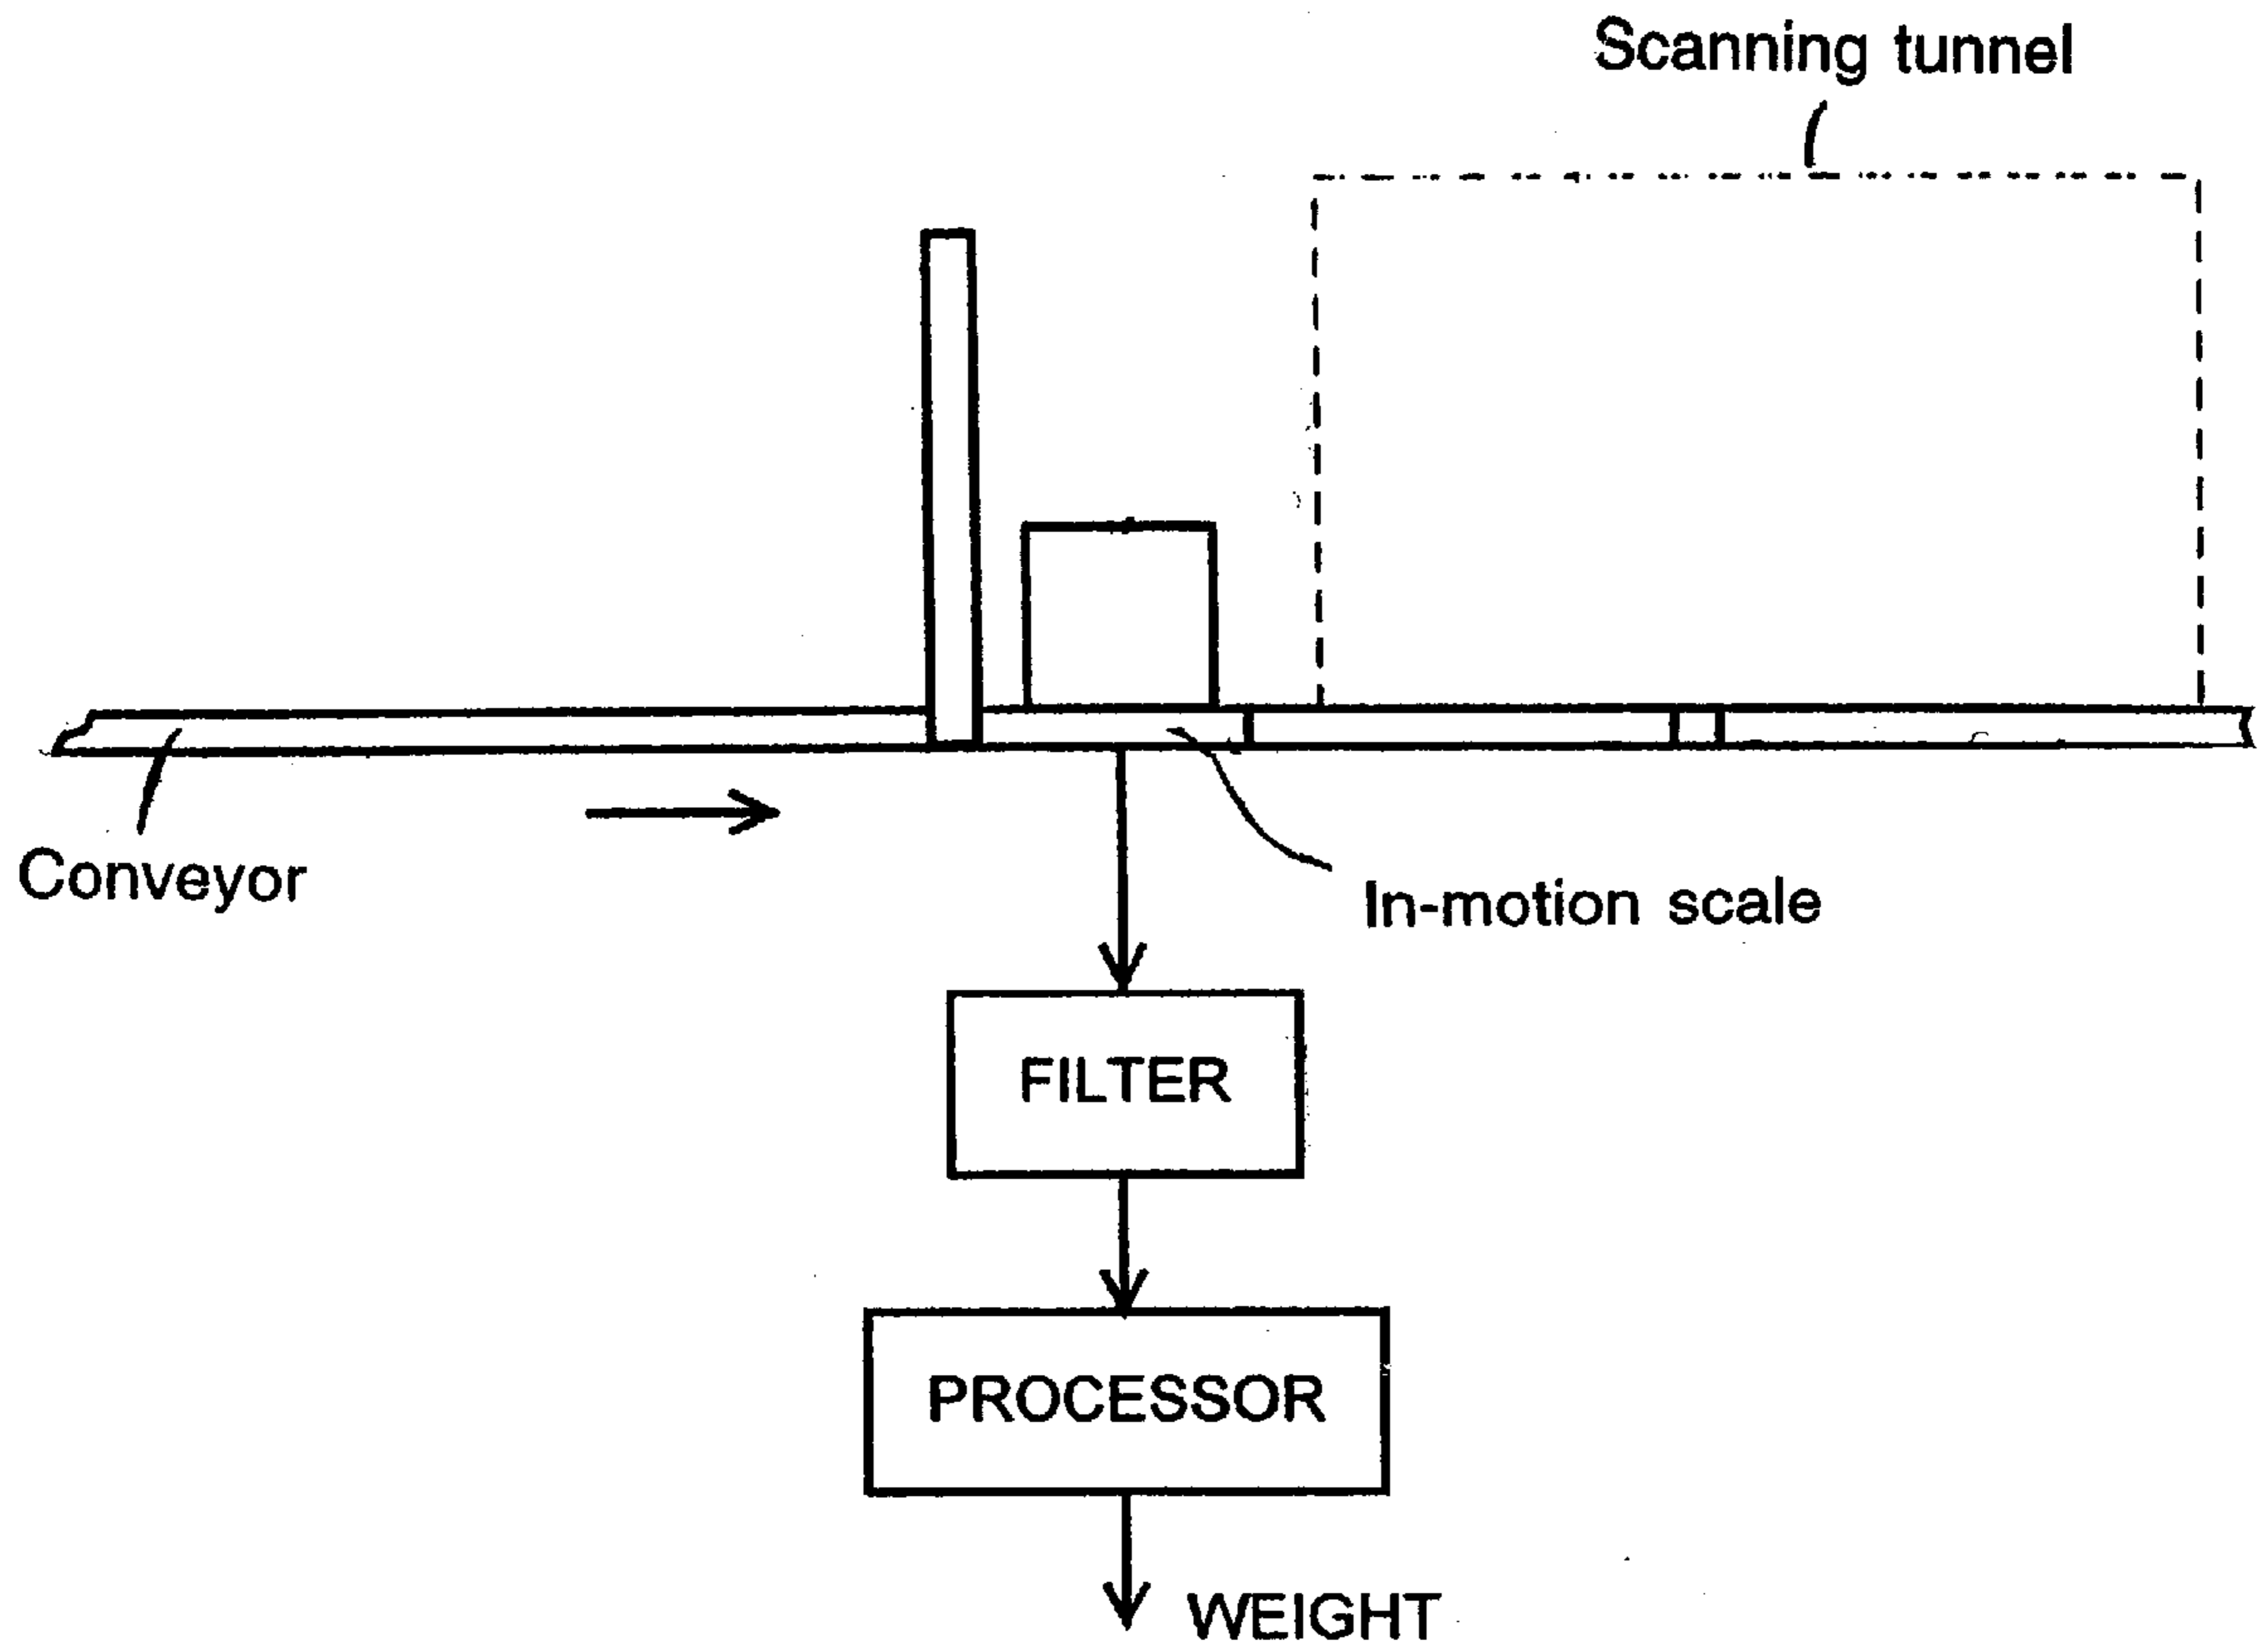 Scanning tunnel
Conveyor
In-motion scale
FILTER
PROCESSOR
WEIGHT